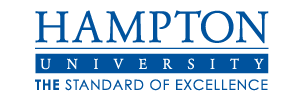 HAMPTON
UNIVERSITY
THE STANDARD OF EXCELLENCE